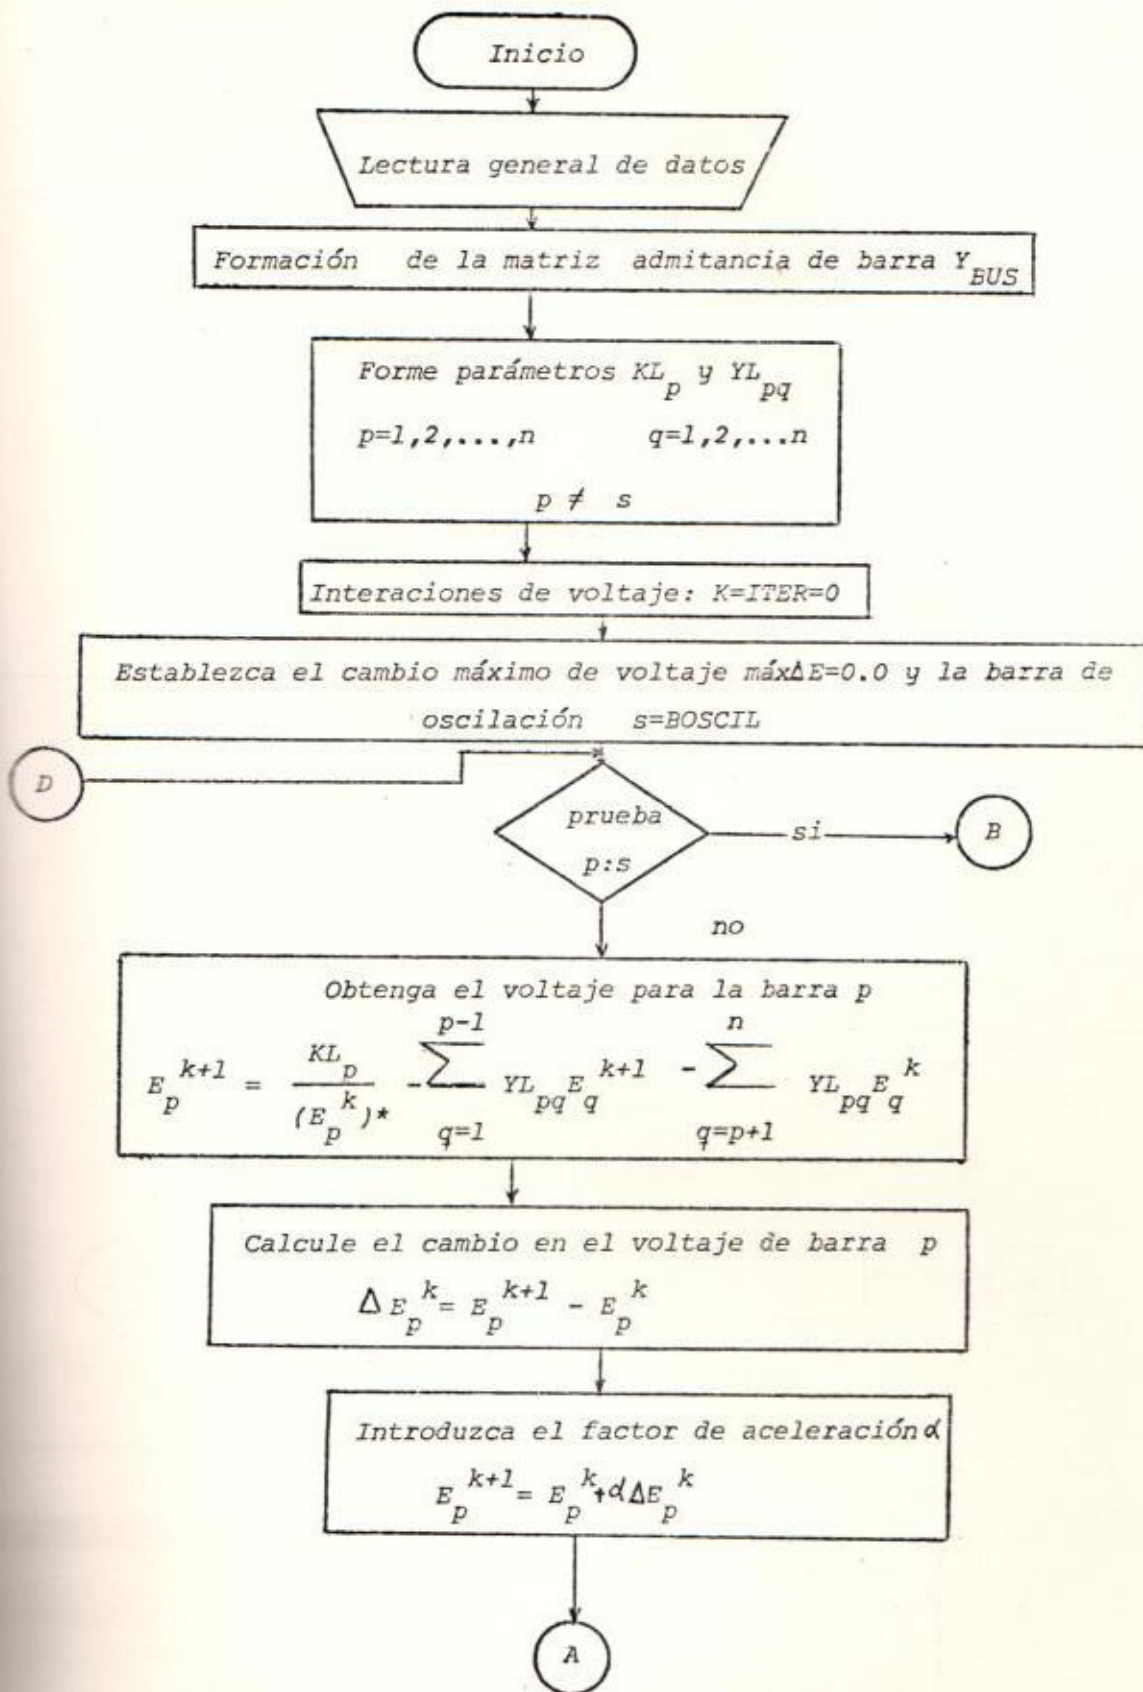 Inicio
Lectura general de datos
Formación de la matriz admitancia de barra Y_BUS
Forme parámetros KL_p y YL_pq
p=1,2,...,n q=1,2,...n
p ≠ s
Interaciones de voltaje: K=ITER=0
Establezca el cambio máximo de voltaje máxΔE=0.0 y la barra de
oscilación s=BOSCIL
D
prueba
p:s
si
B
no
Obtenga el voltaje para la barra p
E_p^{k+1} = KL_p / (E_p^k)* - ∑_{q=1}^{p-1} YL_pq E_q^{k+1} - ∑_{q=p+1}^{n} YL_pq E_q^k
Calcule el cambio en el voltaje de barra p
ΔE_p^k = E_p^{k+1} - E_p^k
Introduzca el factor de aceleración α
E_p^{k+1} = E_p^k + αΔE_p^k
A